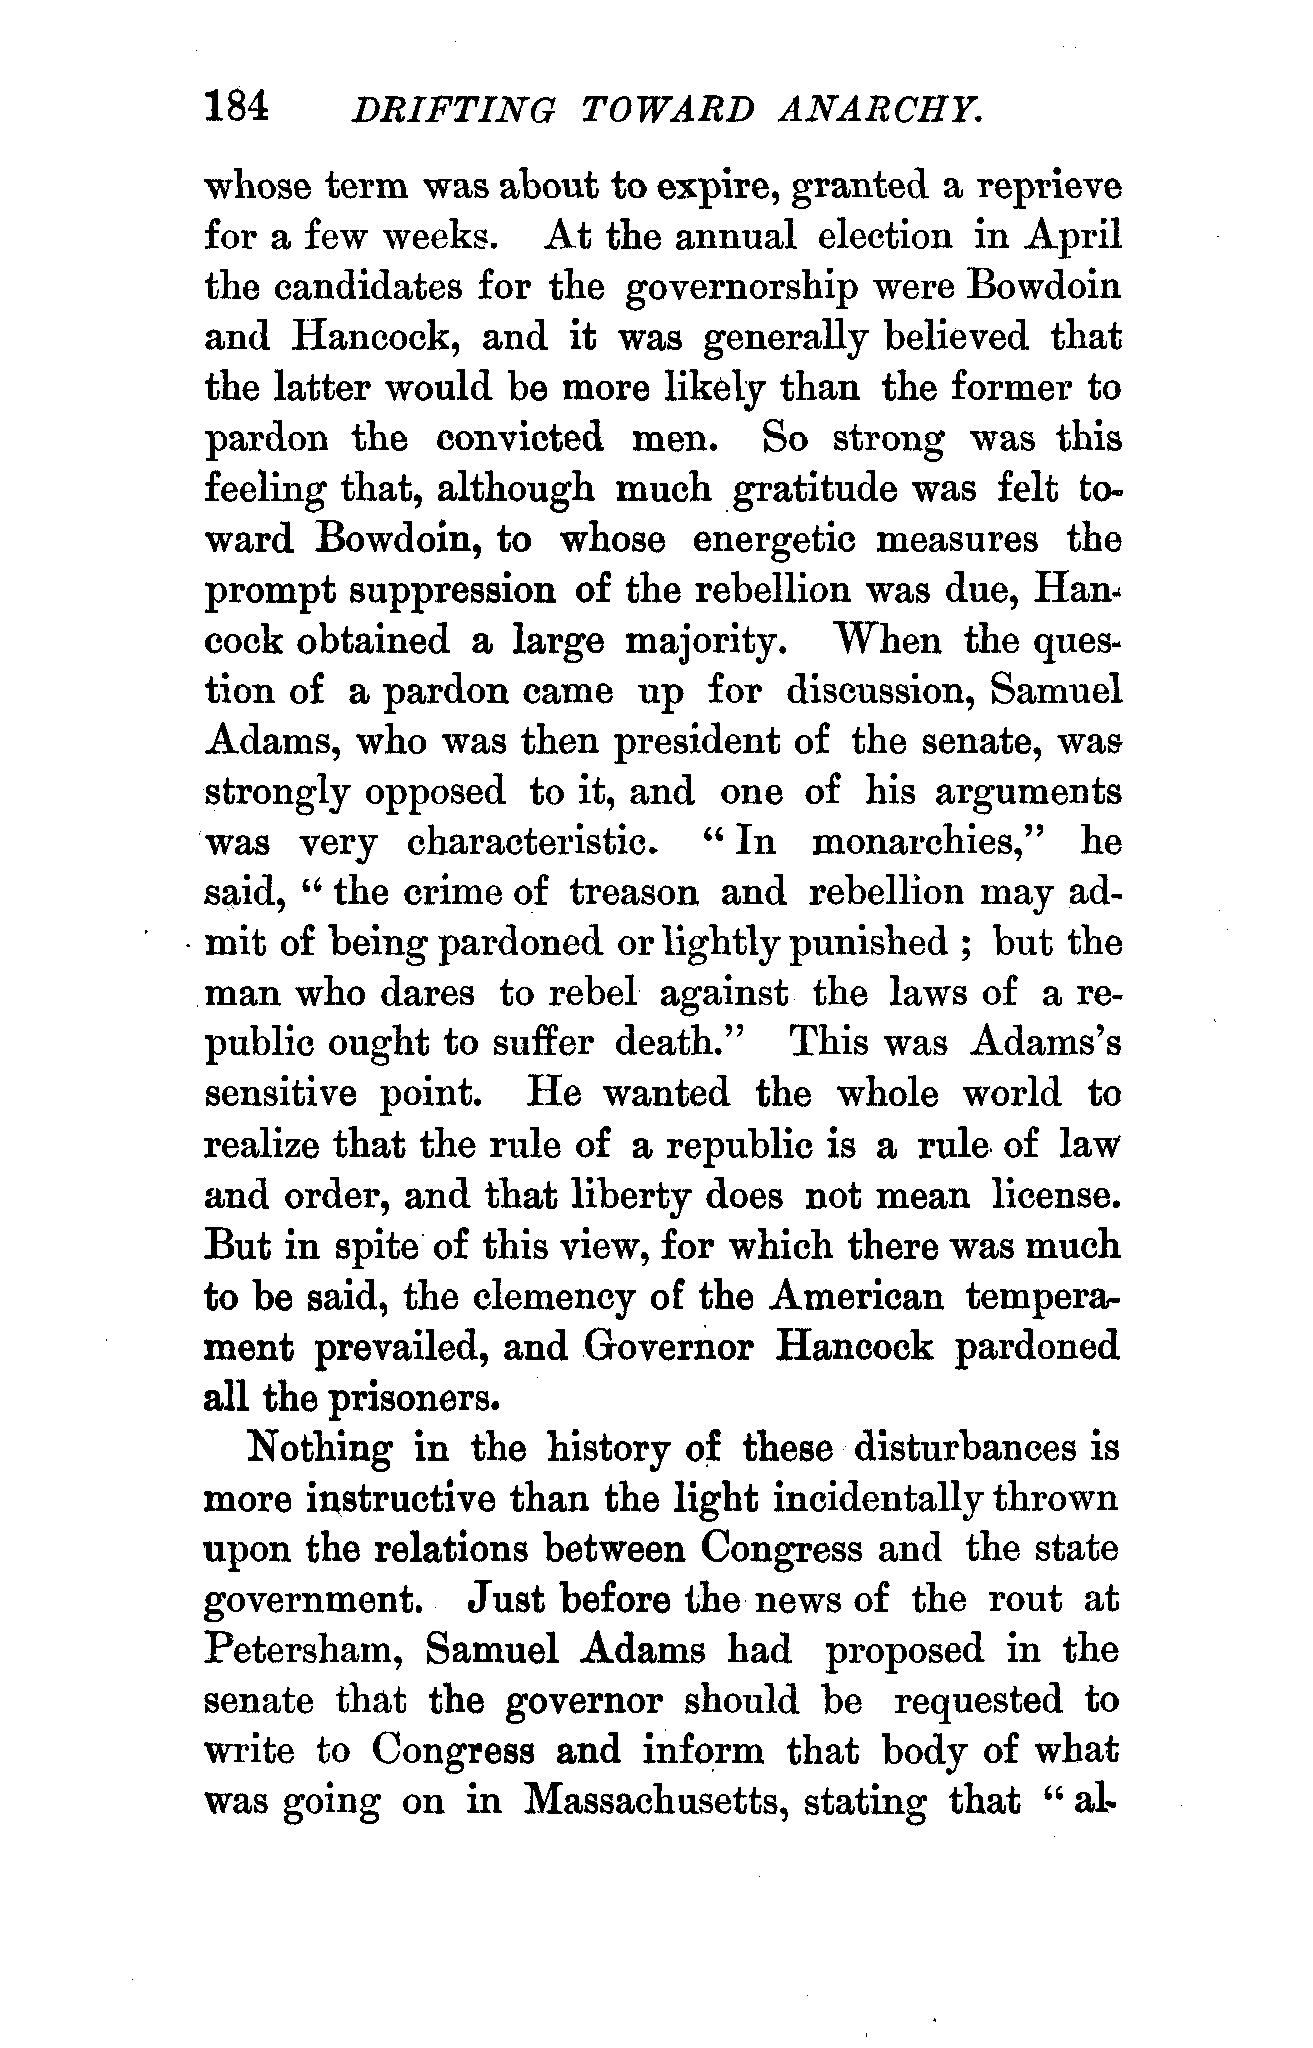 184 DRIFTING TOWARD ANARCHY.
whose term was about to expire, granted a reprieve
for a few weeks. At the annual election in April
the candidates for the governorship were Bowdoin
and Hancock, and it was generally believed that
the latter would be more likely than the former to
pardon the convicted men. So strong was this
feeling that, although much gratitude was felt to-
ward Bowdoin, to whose energetic measures the
prompt suppression of the rebellion was due, Han-
cock obtained a large majority. When the ques-
tion of a pardon came up for discussion, Samuel
Adams, who was then president of the senate, was
strongly opposed to it, and one of his arguments
was very characteristic. “ In monarchies,” he
said, “ the crime of treason and rebellion may ad-
mit of being pardoned or lightly punished ; but the
man who dares to rebel against the laws of a re-
public ought to suffer death.” This was Adams’s
sensitive point. He wanted the whole world to
realize that the rule of a republic is a rule of law
and order, and that liberty does not mean license.
But in spite of this view, for which there was much
to be said, the clemency of the American tempera-
ment prevailed, and Governor Hancock pardoned
all the prisoners.
Nothing in the history of these disturbances is
more instructive than the light incidentally thrown
upon the relations between Congress and the state
government. Just before the news of the rout at
Petersham, Samuel Adams had proposed in the
senate that the governor should be requested to
write to Congress and inform that body of what
was going on in Massachusetts, stating that “ al-